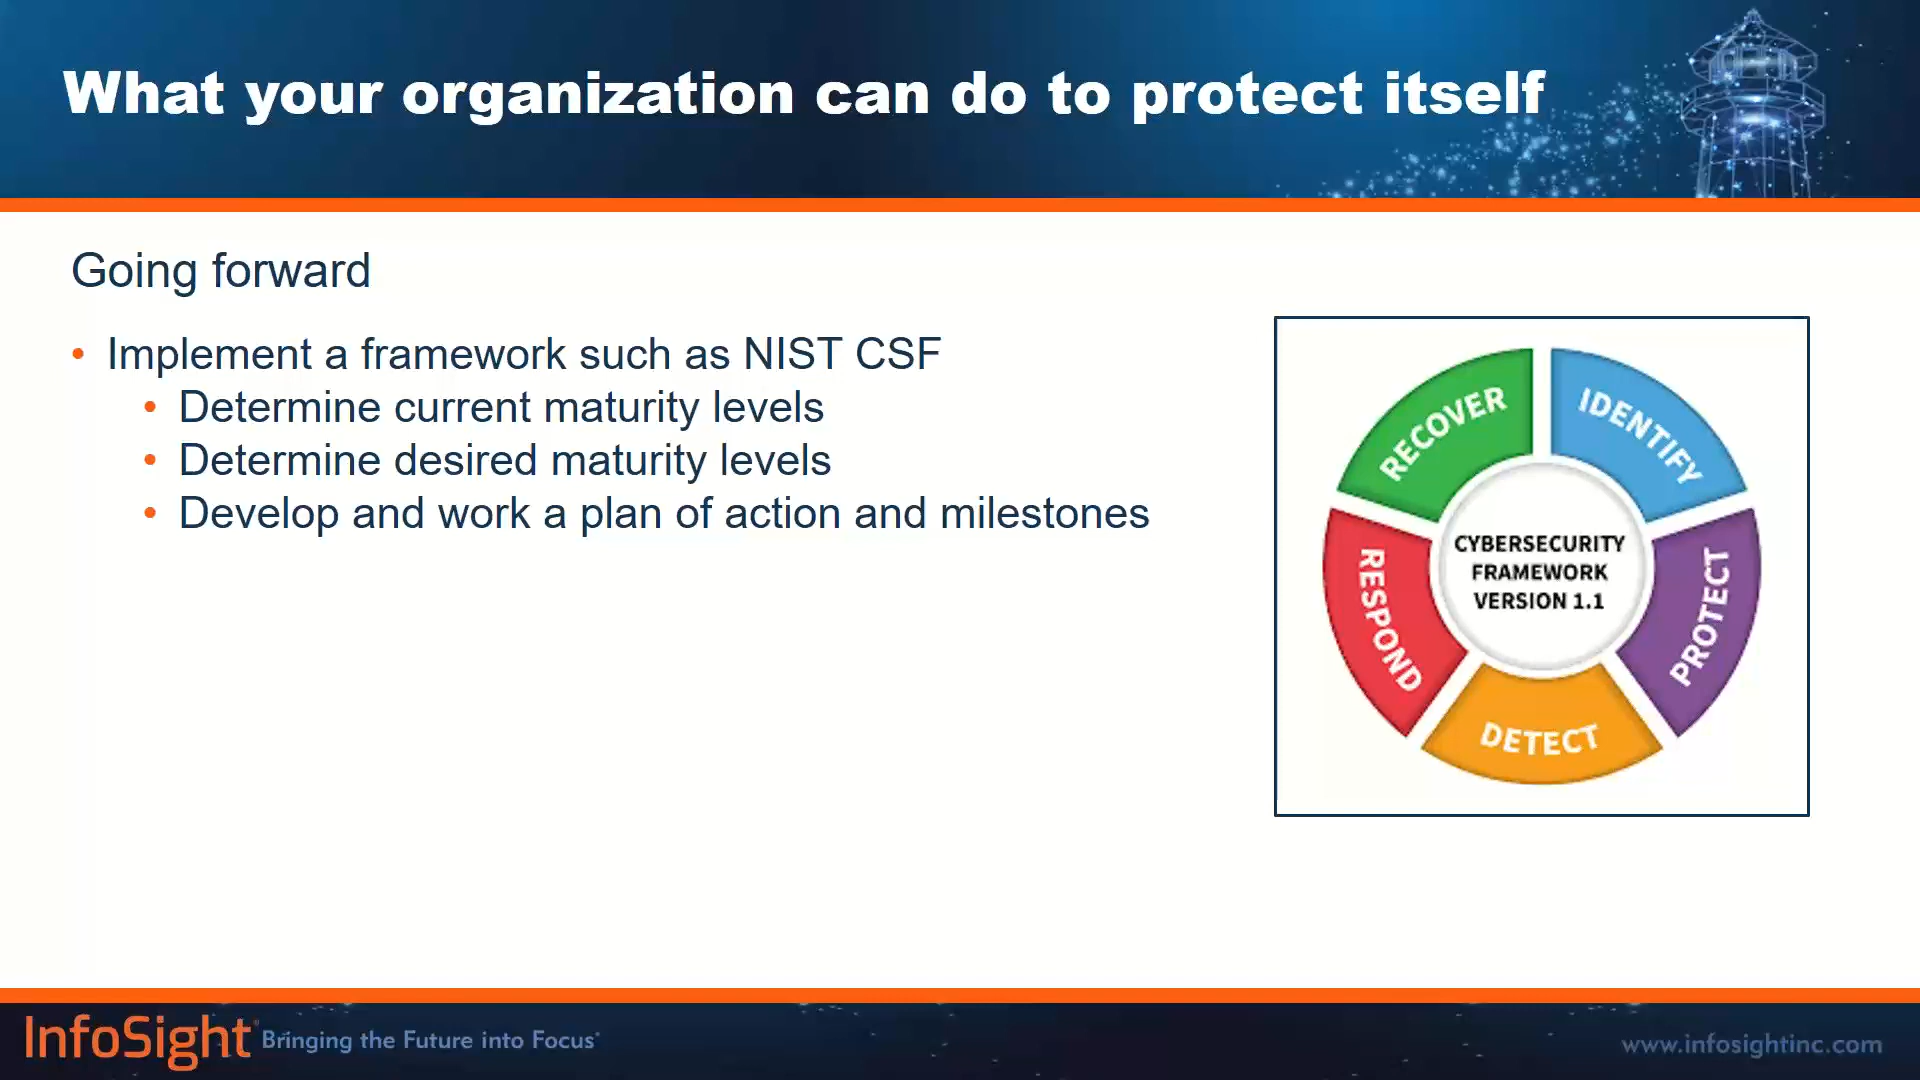 What your organization can do to protect itself
Going forward
• Implement a framework such as NIST CSF
• Determine current maturity levels
• Determine desired maturity levels
• Develop and work a plan of action and milestones
RECOVER
IDENTIFY
CYBERSECURITY
FRAMEWORK
VERSION 1.1
RESPOND
PROTECT
DETECT
InfoSight® Bringing the Future into Focus®
www.infosightinc.com